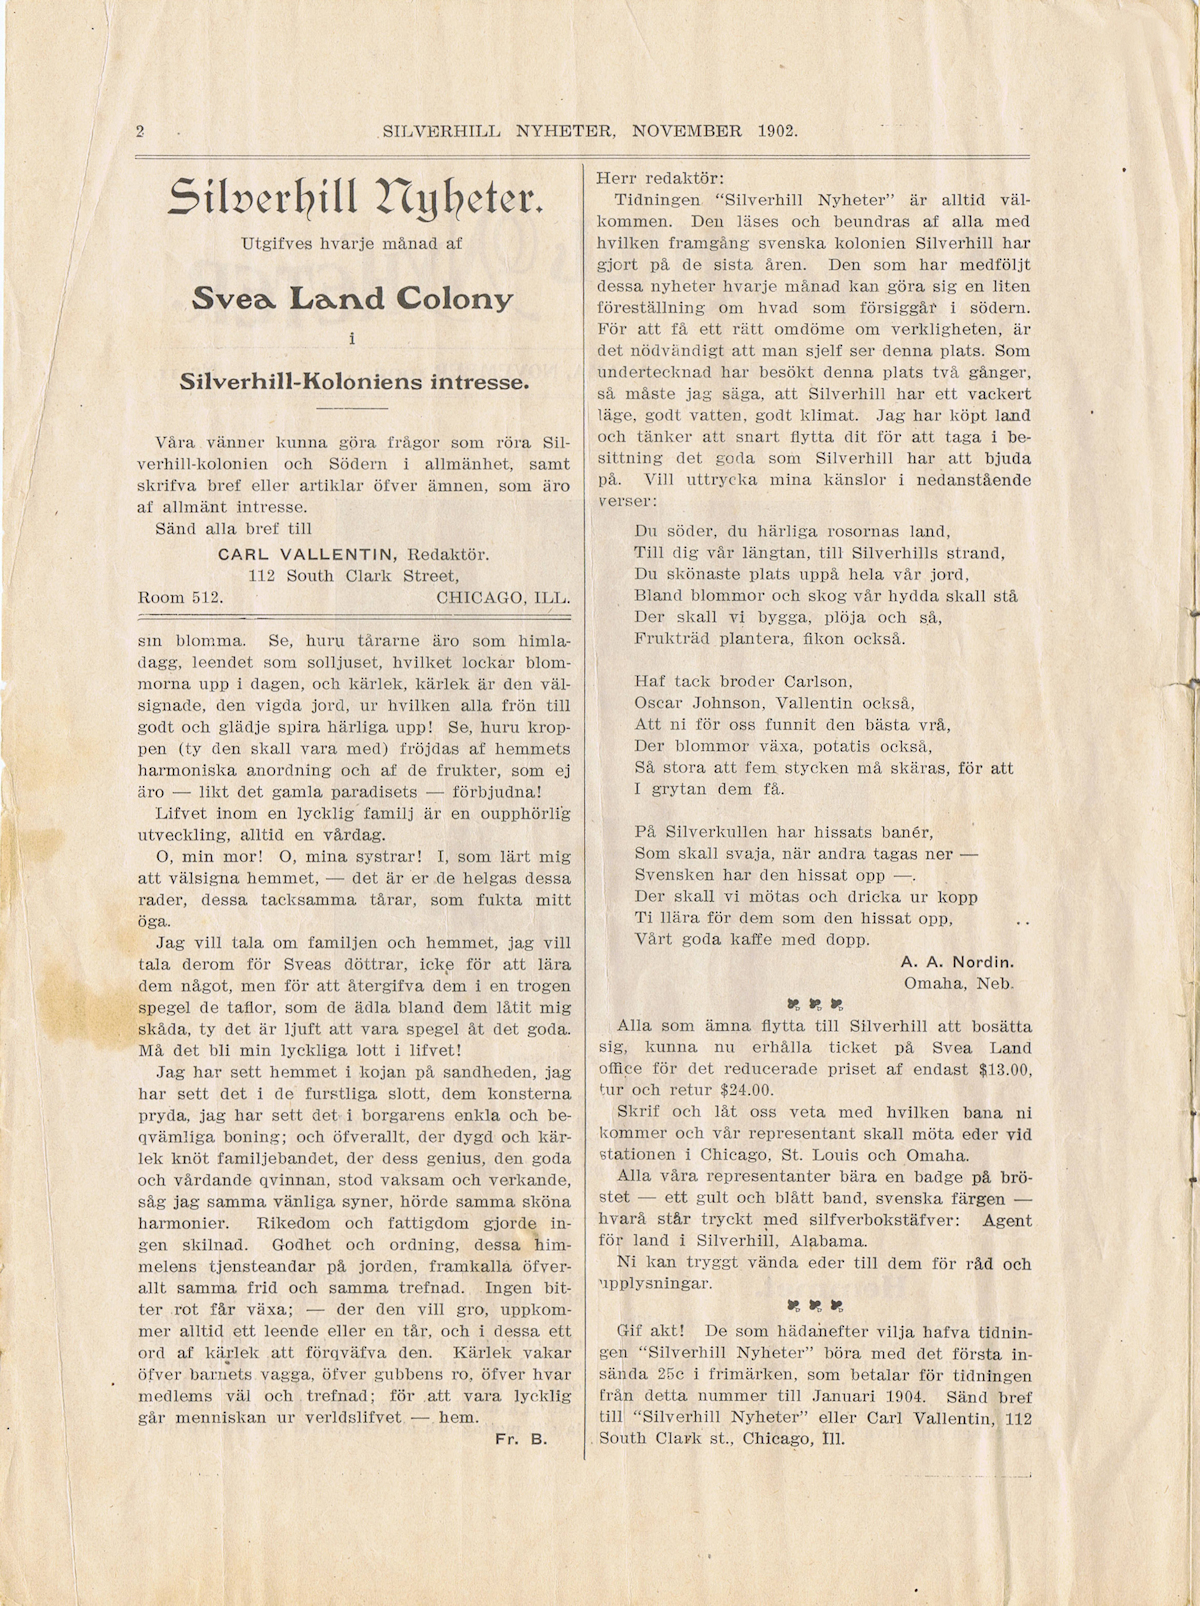 2
SILVERHILL NYHETER, NOVEMBER 1902.
Silverhill Nyheter.
Utgifves hvarje månad af
Svea Land Colony
i
Silverhill-Koloniens intresse.
Våra vänner kunna göra frågor som röra Sil-
verhill-kolonien och Södern i allmänhet, samt
skrifva bref eller artiklar öfver ämnen, som äro
af allmänt intresse.
Sänd alla bref till
CARL VALLENTIN, Redaktör.
112 South Clark Street,
Room 512. CHICAGO, ILL.
sin blomma. Se, huru tårarne äro som himla-
dagg, leendet som solljuset, hvilket lockar blom-
morna upp i dagen, och kärlek, kärlek är den väl-
signade, den vigda jord, ur hvilken alla frön till
godt och glädje spira härliga upp! Se, huru krop-
pen (ty den skall vara med) fröjdas af hemmets
harmoniska anordning och af de frukter, som ej
äro — likt det gamla paradisets — förbjudna!
Lifvet inom en lycklig familj är en oupphörlig
utveckling, alltid en vårdag.
O, min mor! O, mina systrar! I, som lärt mig
att välsigna hemmet, — det är er de helgas dessa
rader, dessa tacksamma tårar, som fukta mitt
öga.
Jag vill tala om familjen och hemmet, jag vill
tala derom för Sveas döttrar, icke för att lära
dem något, men för att återgifva dem i en trogen
spegel de taflor, som de ädla bland dem låtit mig
skåda, ty det är ljuft att vara spegel åt det goda.
Må det bli min lyckliga lott i lifvet!
Jag har sett hemmet i kojan på sandheden, jag
har sett det i de furstliga slott, dem konsterna
pryda, jag har sett det i borgarens enkla och be-
qvämliga boning; och öfverallt, der dygd och kär-
lek knöt familjebandet, der dess genius, den goda
och vårdande qvinnan, stod vaksam och verkande,
såg jag samma vänliga syner, hörde samma sköna
harmonier. Rikedom och fattigdom gjorde in-
gen skilnad. Godhet och ordning, dessa him-
melens tjensteandar på jorden, framkalla öfver-
allt samma frid och samma trefnad. Ingen bit-
ter rot får växa; — der den vill gro, uppkom-
mer alltid ett leende eller en tår, och i dessa ett
ord af kärlek att förqväfva den. Kärlek vakar
öfver barnets vagga, öfver gubbens ro, öfver hvar
medlems väl och trefnad; för att vara lycklig
går menniskan ur verldslifvet — hem.
Fr. B.
Herr redaktör:
Tidningen "Silverhill Nyheter" är alltid väl-
kommen. Den läses och beundras af alla med
hvilken framgång svenska kolonien Silverhill har
gjort på de sista åren. Den som har medföljt
dessa nyheter hvarje månad kan göra sig en liten
föreställning om hvad som försiggår i södern.
För att få ett rätt omdöme om verkligheten, är
det nödvändigt att man sjelf ser denna plats. Som
undertecknad har besökt denna plats två gånger,
så måste jag säga, att Silverhill har ett vackert
läge, godt vatten, godt klimat. Jag har köpt land
och tänker att snart flytta dit för att taga i be-
sittning det goda som Silverhill har att bjuda
på. Vill uttrycka mina känslor i nedanstående
verser:
Du söder, du härliga rosornas land,
Till dig vår längtan, till Silverhills strand,
Du skönaste plats uppå hela vår jord,
Bland blommor och skog vår hydda skall stå
Der skall vi bygga, plöja och så,
Frukträd plantera, fikon också.
Haf tack broder Carlson,
Oscar Johnson, Vallentin också,
Att ni för oss funnit den bästa vrå,
Der blommor växa, potatis också,
Så stora att fem stycken må skäras, för att
I grytan dem få.
På Silverkullen har hissats banér,
Som skall svaja, när andra tagas ner —
Svensken har den hissat opp —.
Der skall vi mötas och dricka ur kopp
Ti llära för dem som den hissat opp,
Vårt goda kaffe med dopp.
A. A. Nordin.
Omaha, Neb.
Alla som ämna flytta till Silverhill att bosätta
sig, kunna nu erhålla ticket på Svea Land
office för det reducerade priset af endast $13.00,
tur och retur $24.00.
Skrif och låt oss veta med hvilken bana ni
kommer och vår representant skall möta eder vid
stationen i Chicago, St. Louis och Omaha.
Alla våra representanter bära en badge på brö-
stet — ett gult och blått band, svenska färgen —
hvarå står tryckt med silfverbokstäfver: Agent
för land i Silverhill, Alabama.
Ni kan tryggt vända eder till dem för råd och
upplysningar.
Gif akt! De som hädanefter vilja hafva tidnin-
gen "Silverhill Nyheter" böra med det första in-
sända 25c i frimärken, som betalar för tidningen
från detta nummer till Januari 1904. Sänd bref
till "Silverhill Nyheter" eller Carl Vallentin, 112
South Clark st., Chicago, Ill.